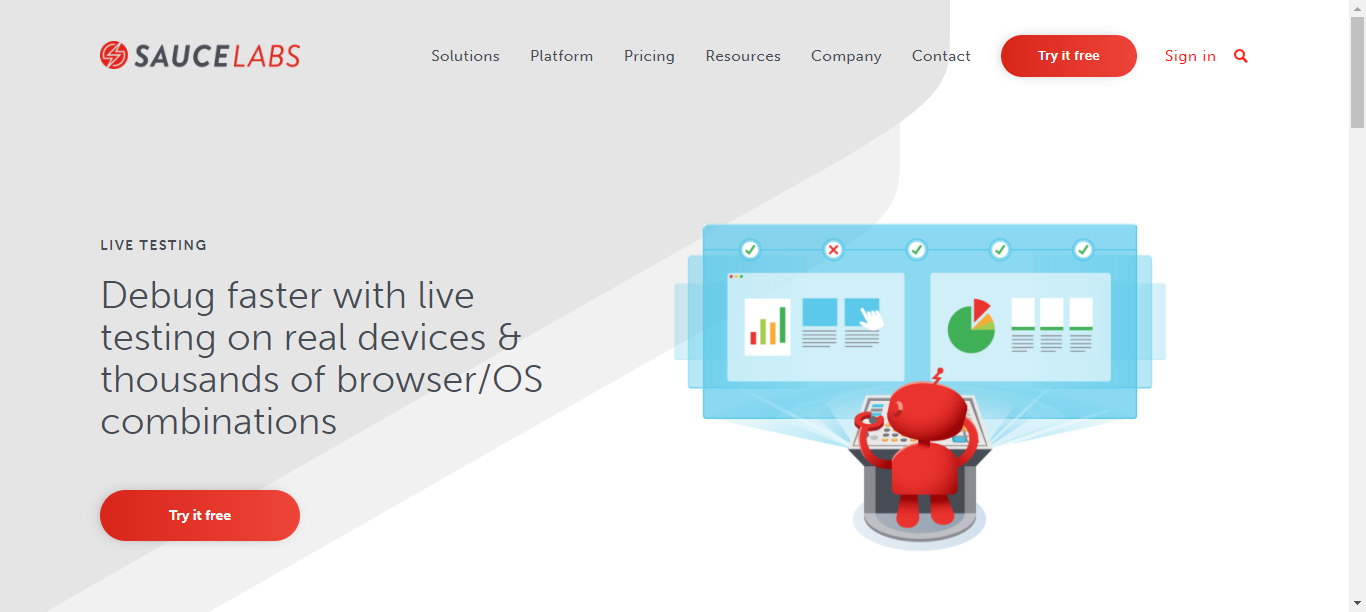 SAUCELABS
Solutions Platform Pricing Resources Company Contact Try it free Sign in
LIVE TESTING
Debug faster with live
testing on real devices &
thousands of browser/OS
combinations
Try it free